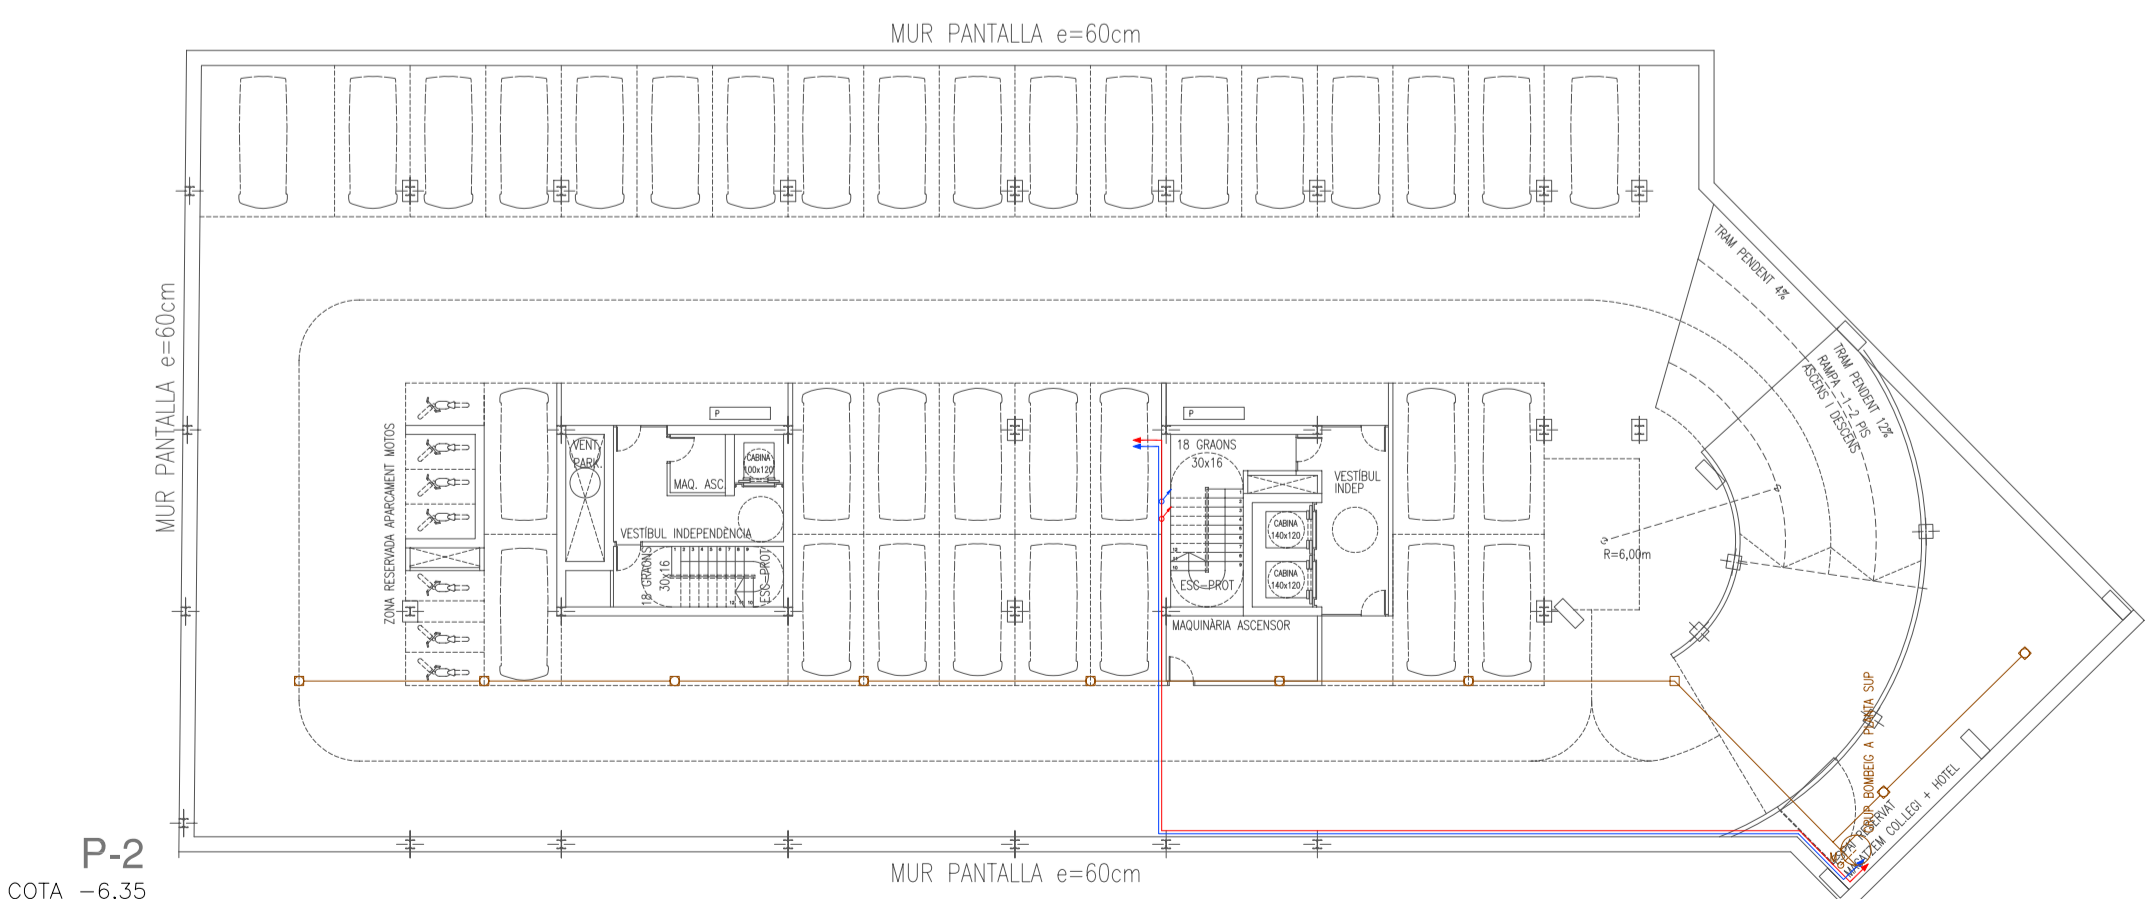 MUR PANTALLA e=60cm
TRAM PENDENT 4%
TRAM PENDENT 12%
RAMPA -1-2 PIS
ASCENS I DESCENS
MUR PANTALLA e=60cm
ZONA RESERVADA APARCAMENT MOTOS
P
VENT.
PARK.
MAQ. ASC.
CABINA
100x120
VESTÍBUL INDEPENDÈNCIA
18 GRAONS
30x16
ESC-PROT
P
18 GRAONS
30x16
VESTÍBUL
INDEP
CABINA
140x120
CABINA
140x120
ESC-PROT
MAQUINÀRIA ASCENSOR
R=6,00m
GRUP BOMBEIG A PLANTA SUP
ESPAI RESERVAT
MAGATZEM COL.LEGI + HOTEL
P-2
COTA -6.35
MUR PANTALLA e=60cm